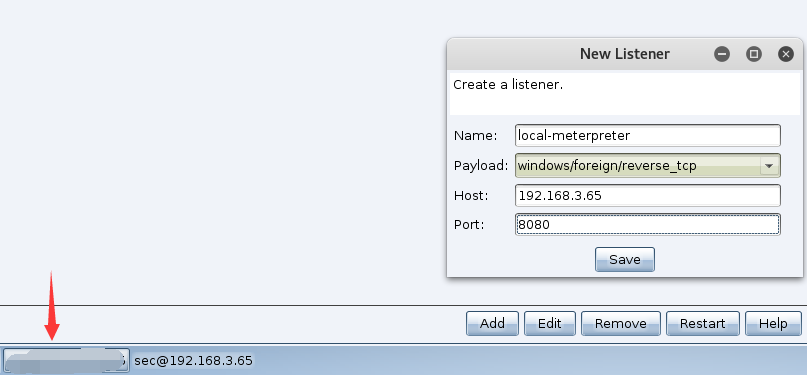 New Listener
Create a listener.
Name: local-meterpreter
Payload: windows/foreign/reverse_tcp
Host: 192.168.3.65
Port: 8080
Save
Add Edit Remove Restart Help
sec@192.168.3.65